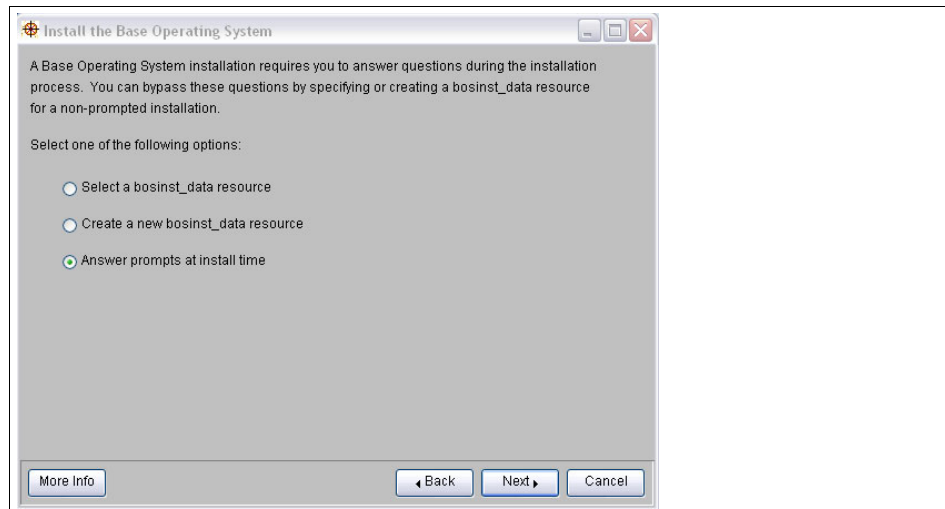 Install the Base Operating System
A Base Operating System installation requires you to answer questions during the installation
process. You can bypass these questions by specifying or creating a bosinst_data resource
for a non-prompted installation.
Select one of the following options:
Select a bosinst_data resource
Create a new bosinst_data resource
Answer prompts at install time
More Info
Back
Next
Cancel